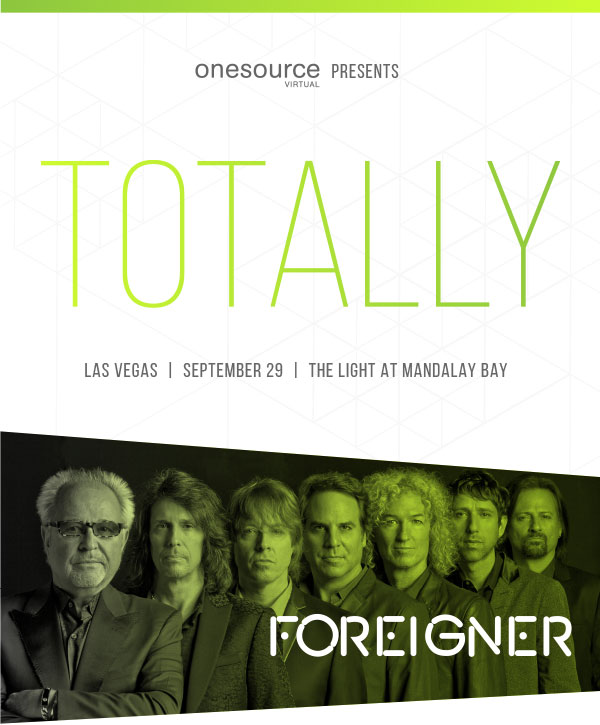 onesource PRESENTS
VIRTUAL
TOTALLY
LAS VEGAS | SEPTEMBER 29 | THE LIGHT AT MANDALAY BAY
FOREIGNER